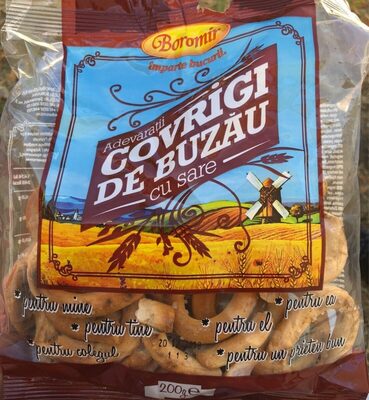 Boromir
împarte bucurii.
Adevărații
COVRIGI
DE BUZĂU
cu sare
* pentru mine
* pentru tine
* pentru colegul
* pentru ea
* pentru el
* pentru un prieten bun
200g e